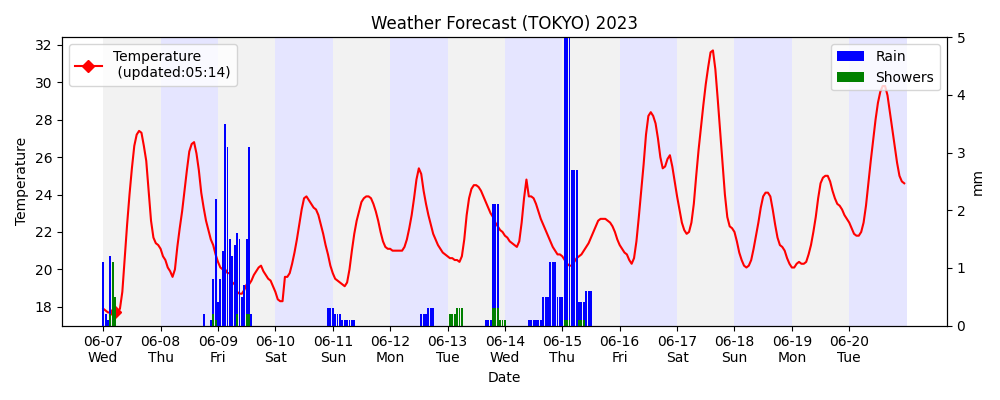 Weather Forecast (TOKYO) 2023
Temperature
(updated:05:14)
Rain
Showers
Temperature
32
30
28
26
24
22
20
18
5
4
3
2
1
0
mm
06-07 06-08 06-09 06-10 06-11 06-12 06-13 06-14 06-15 06-16 06-17 06-18 06-19 06-20
Wed Thu Fri Sat Sun Mon Tue Wed Thu Fri Sat Sun Mon Tue
Date